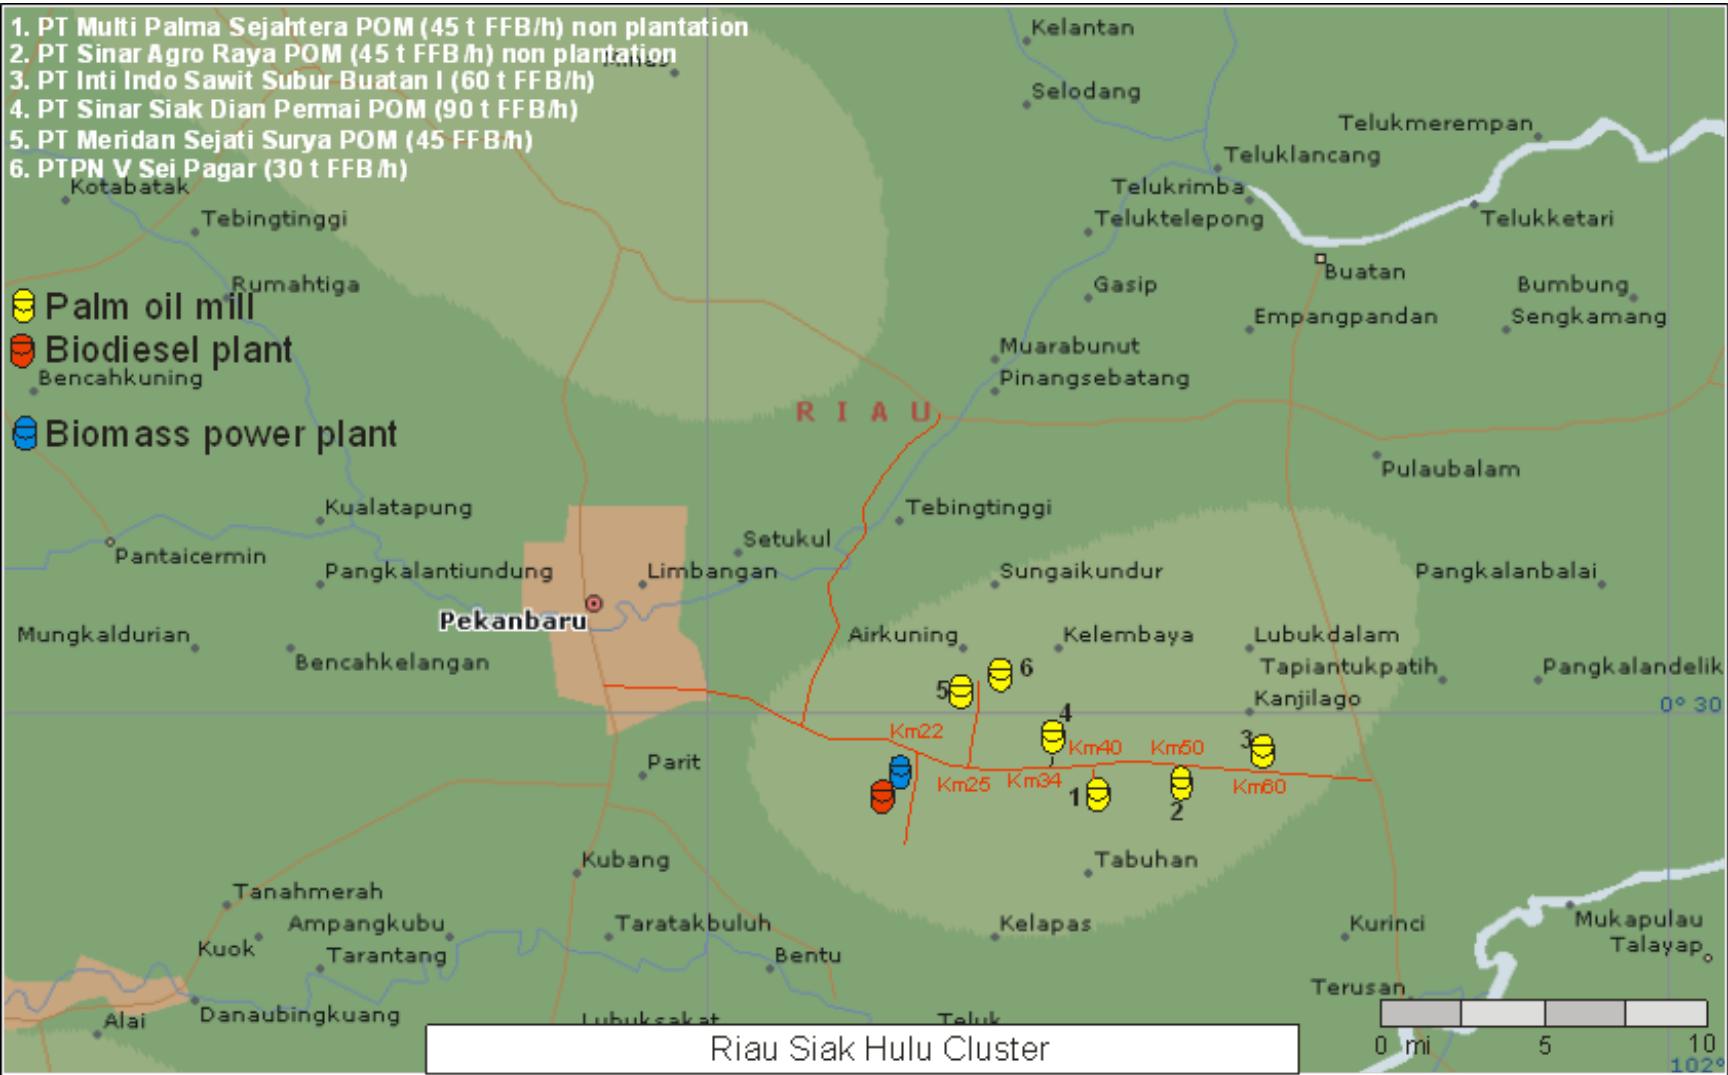 1. PT Multi Palma Sejahtera POM (45 t FFB/h) non plantation
2. PT Sinar Agro Raya POM (45 t FFB/h) non plantation
Minas
3. PT Inti Indo Sawit Subur Buatan I (60 t FFB/h)
4. PT Sinar Siak Dian Permai POM (90 t FFB/h)
5. PT Meridan Sejati Surya POM (45 FFB/h)
6. PTPN V Sei Pagar (30 t FFB/h)
Kelantan
Selodang
Telukmerempan
Teluklancang
Kotabatak
Telukrimba
Tebingtinggi
Teluktelepong
Telukketari
Buatan
Rumahtiga
Gasip
Bumbung
Palm oil mill
Empangpandan
Sengkamang
Biodiesel plant
Muarabunut
Bencahkuning
Pinangsebatang
R I A U
Biomass power plant
Pulaubalam
Kualatapung
Tebingtinggi
Setukul
Pantaicermin
Pangkalantiundung
Limbangan
Sungaikundur
Pangkalanbalai
Pekanbaru
Mungkaldurian
Airkuning
Kelembaya
Lubukdalam
Bencahkelangan
6
Tapiantukpatih
Pangkalandelik
5
Kanjilago
0° 30
4
Km22
Km40
Km50
3
Parit
Km25
Km34
Km60
1
2
Kubang
Tabuhan
Tanahmerah
Ampangkubu
Taratakbuluh
Kelapas
Kurinci
Mukapulau
Kuok
Tarantang
Bentu
Talayap
Terusan
Danaubingkuang
Alai
Lubuksakat
Teluk
Riau Siak Hulu Cluster
0 mi 5 10
102°